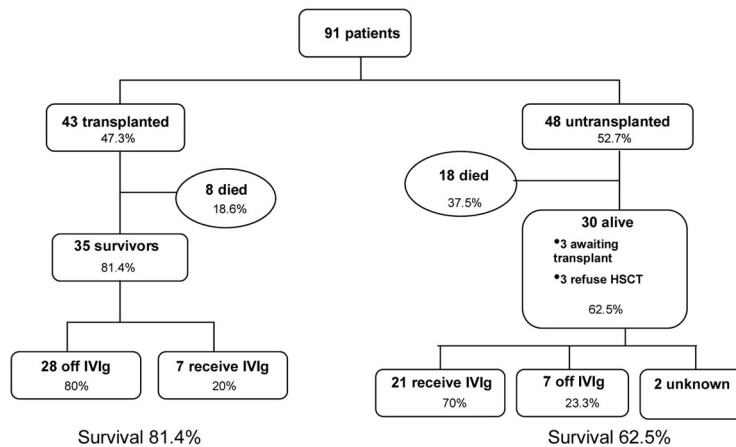 91 patients
43 transplanted
47.3%
48 untransplanted
52.7%
8 died
18.6%
18 died
37.5%
35 survivors
81.4%
30 alive
•3 awaiting
transplant
•3 refuse HSCT
62.5%
28 off IVIg
80%
7 receive IVIg
20%
21 receive IVIg
70%
7 off IVIg
23.3%
2 unknown
Survival 81.4%
Survival 62.5%